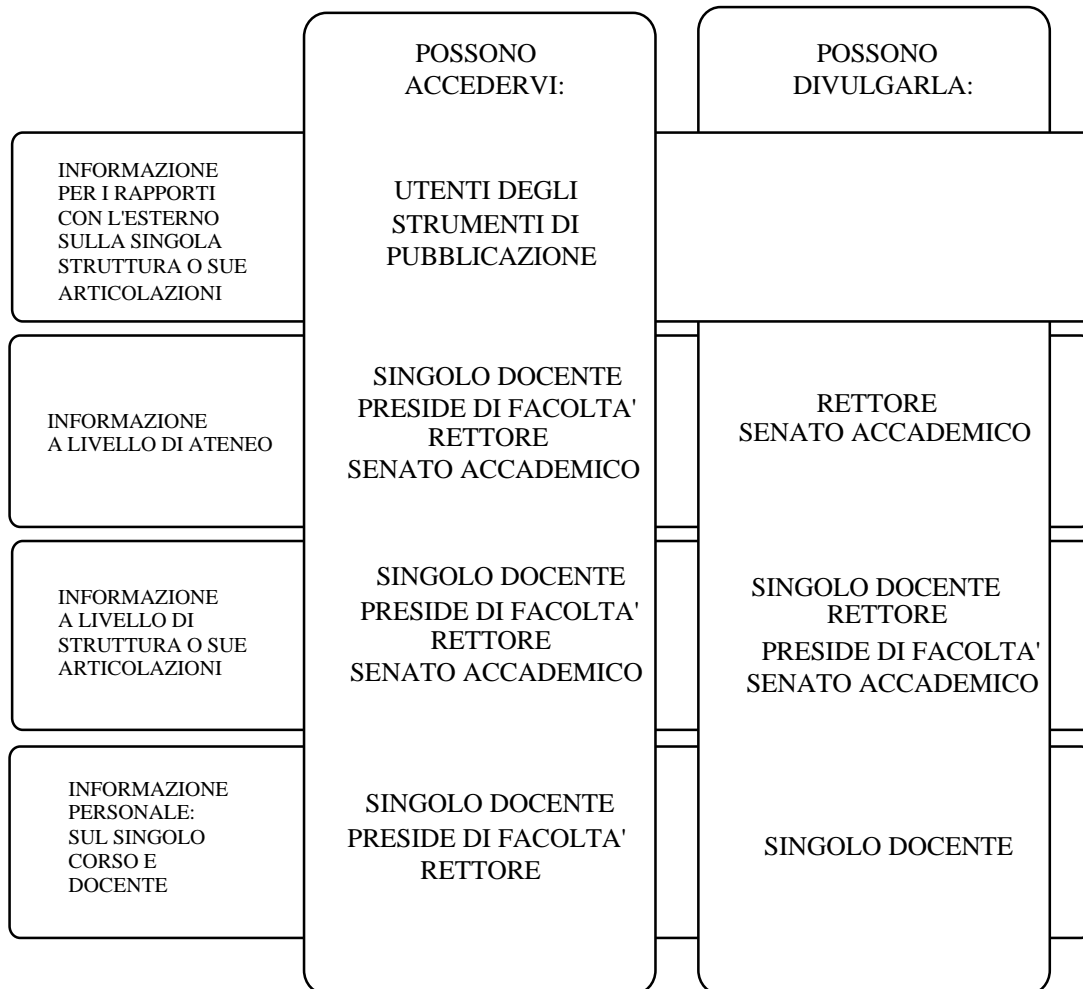 POSSONO
ACCEDERVI:
POSSONO
DIVULGARLA:
INFORMAZIONE
PER I RAPPORTI
CON L'ESTERNO
SULLA SINGOLA
STRUTTURA O SUE
ARTICOLAZIONI
UTENTI DEGLI
STRUMENTI DI
PUBBLICAZIONE
INFORMAZIONE
A LIVELLO DI ATENEO
SINGOLO DOCENTE
PRESIDE DI FACOLTA'
RETTORE
SENATO ACCADEMICO
RETTORE
SENATO ACCADEMICO
INFORMAZIONE
A LIVELLO DI
STRUTTURA O SUE
ARTICOLAZIONI
SINGOLO DOCENTE
PRESIDE DI FACOLTA'
RETTORE
SENATO ACCADEMICO
SINGOLO DOCENTE
RETTORE
PRESIDE DI FACOLTA'
SENATO ACCADEMICO
INFORMAZIONE
PERSONALE:
SUL SINGOLO
CORSO E
DOCENTE
SINGOLO DOCENTE
PRESIDE DI FACOLTA'
RETTORE
SINGOLO DOCENTE